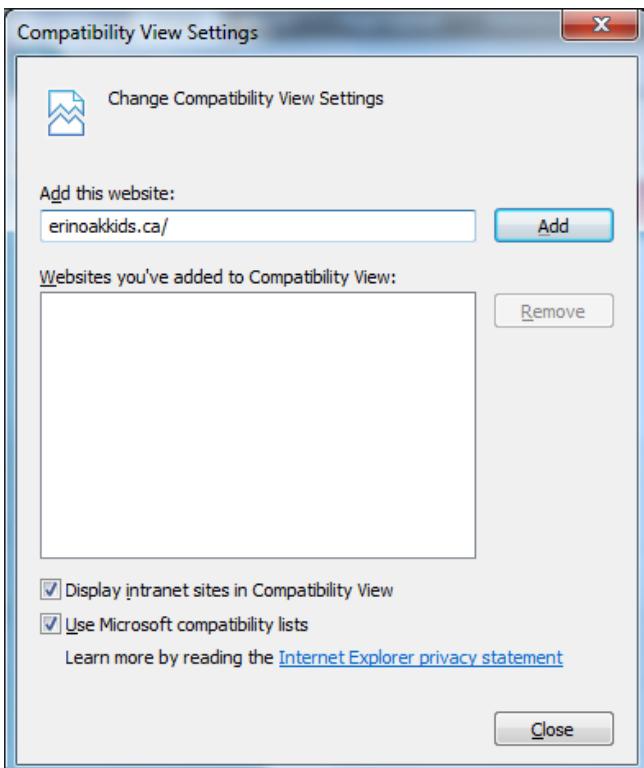 Compatibility View Settings
Change Compatibility View Settings
Add this website:
erinoakkids.ca/
Add
Websites you've added to Compatibility View:
Remove
Display intranet sites in Compatibility View
Use Microsoft compatibility lists
Learn more by reading the Internet Explorer privacy statement
Close